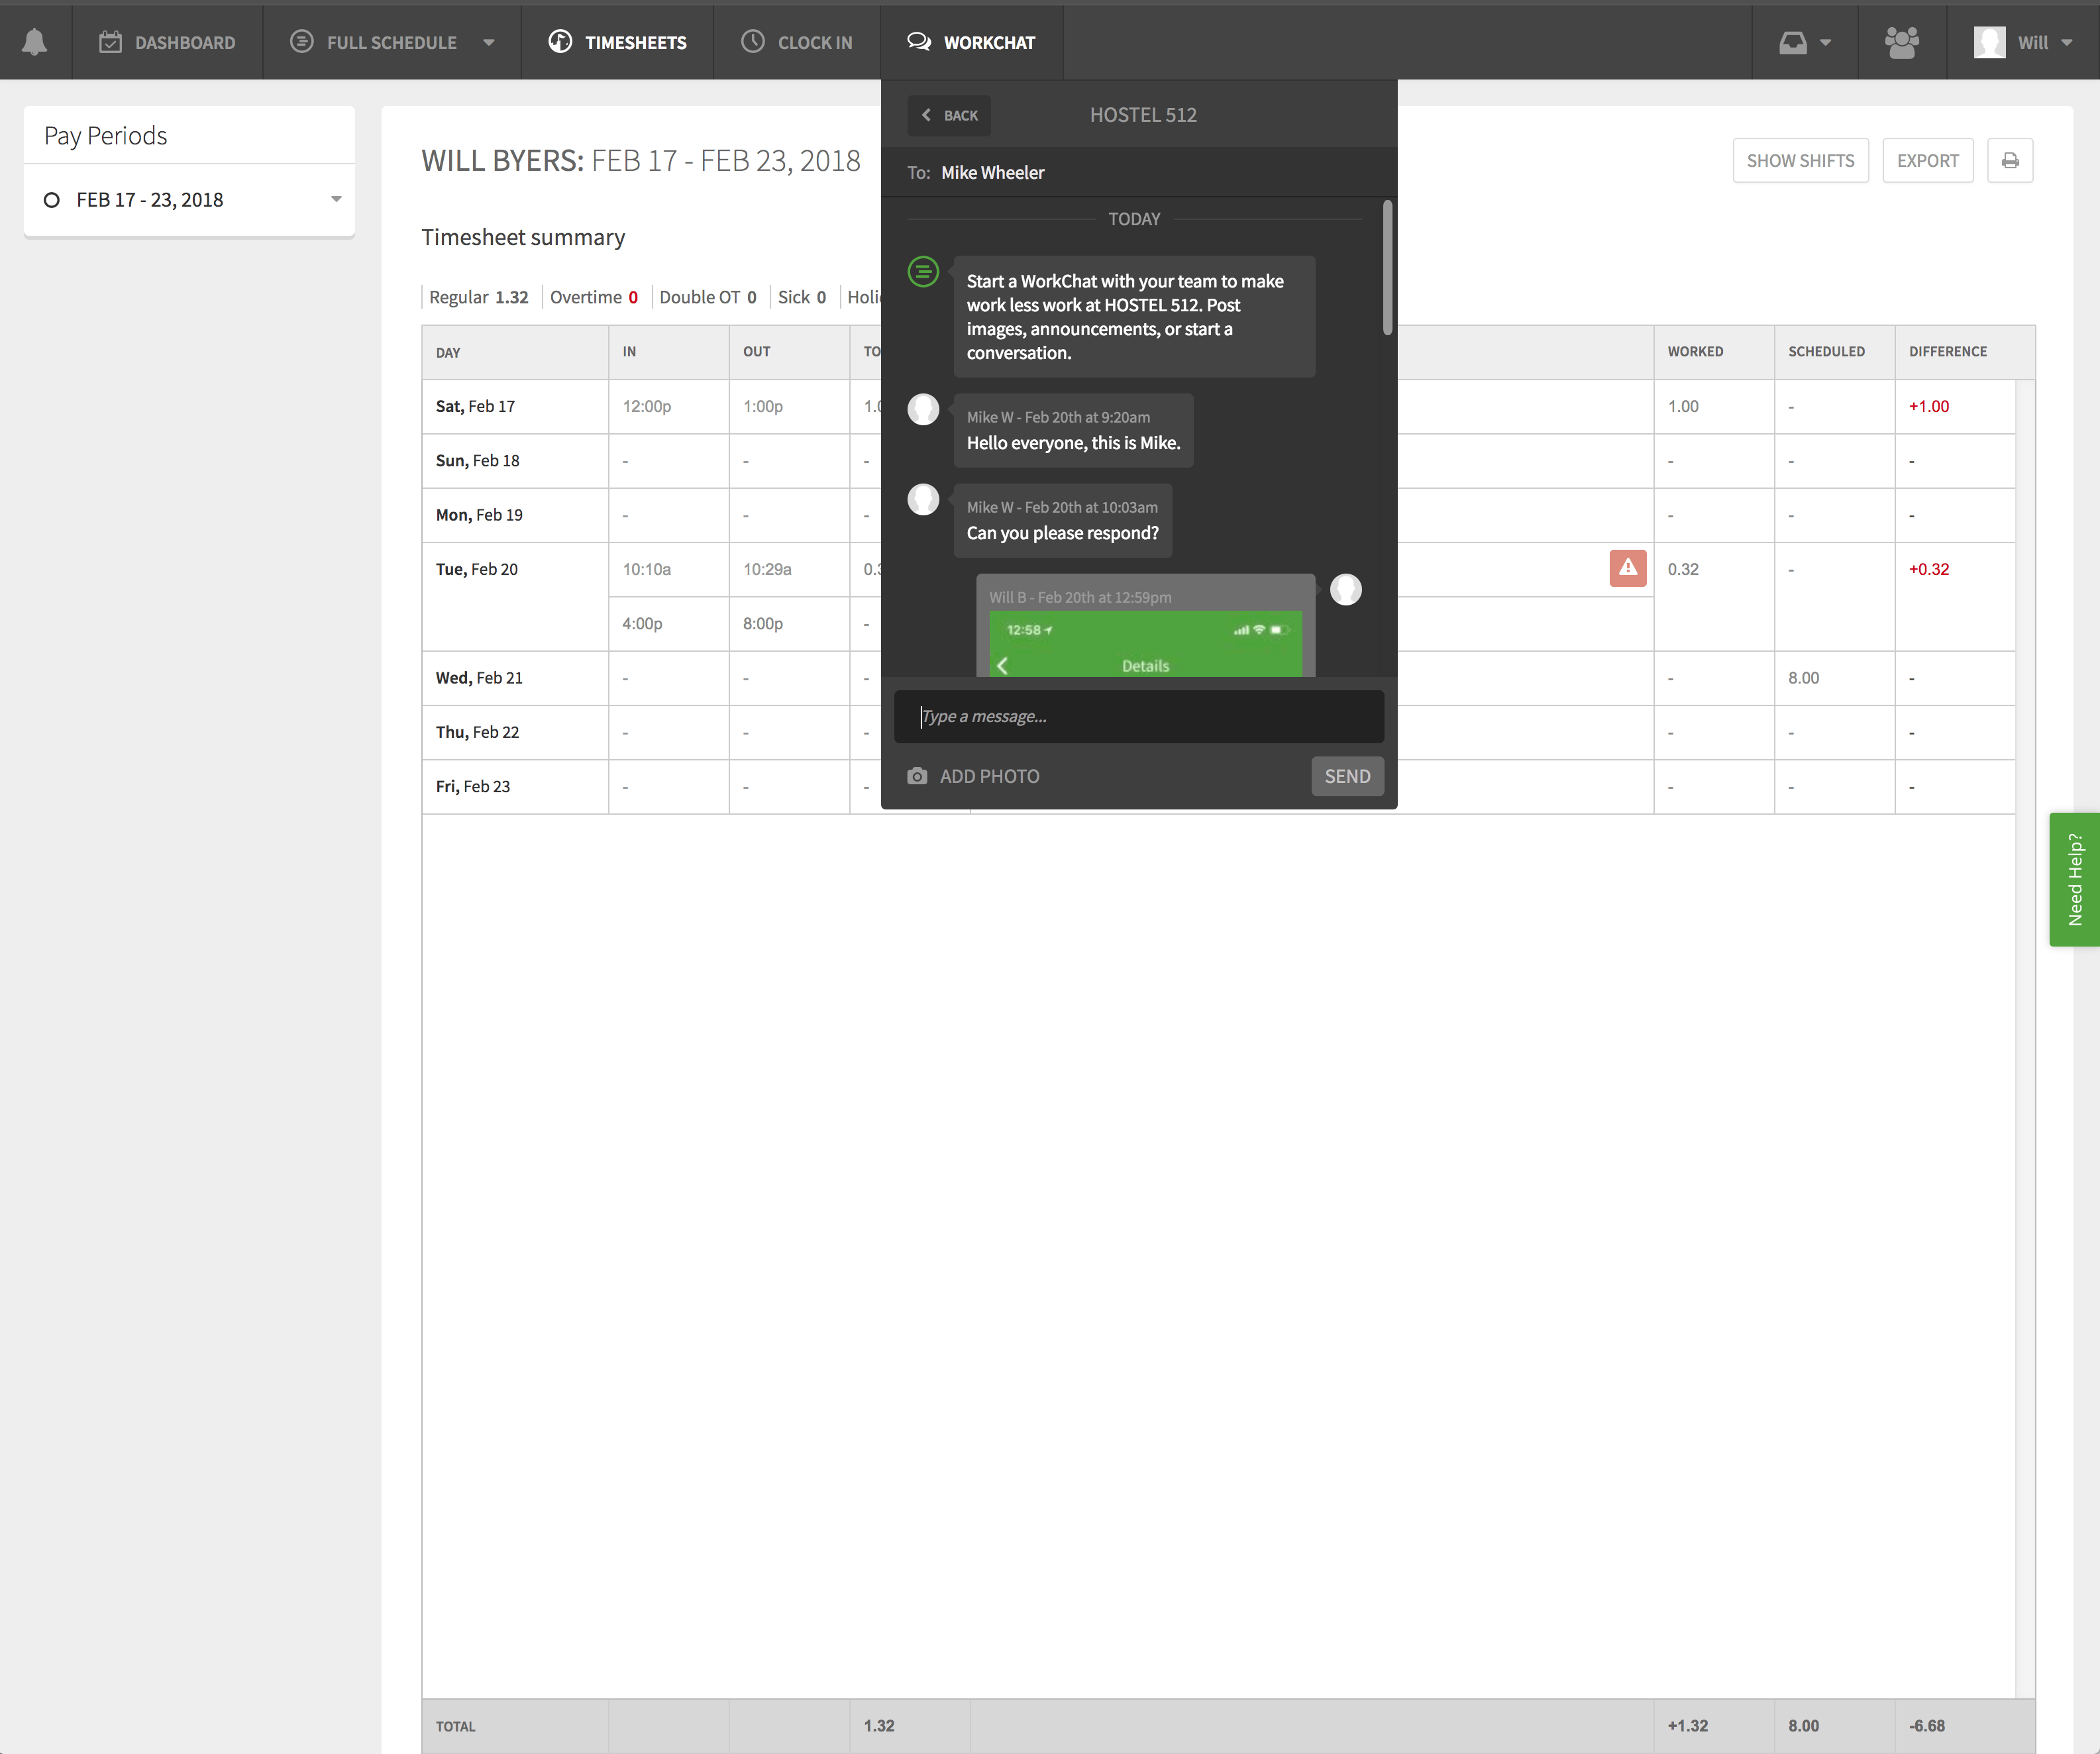 DASHBOARD FULL SCHEDULE TIMESHEETS CLOCK IN WORKCHAT Will
Pay Periods
FEB 17 - 23, 2018
WILL BYERS: FEB 17 - FEB 23, 2018
SHOW SHIFTS EXPORT
Timesheet summary
Regular 1.32 Overtime 0 Double OT 0 Sick 0
DAY IN OUT WORKED SCHEDULED DIFFERENCE
Sat, Feb 17 12:00p 1:00p 1.00 - +1.00
Sun, Feb 18 - - - - - -
Mon, Feb 19 - - - - - -
Tue, Feb 20 10:10a 10:29a 0.32 - +0.32
4:00p 8:00p -
Wed, Feb 21 - - - - 8.00 -
Thu, Feb 22 - - - - - -
Fri, Feb 23 - - - - - -
TOTAL 1.32 +1.32 8.00 -6.68
BACK HOSTEL 512
To: Mike Wheeler
TODAY
Start a WorkChat with your team to make
work less work at HOSTEL 512. Post
images, announcements, or start a
conversation.
Mike W - Feb 20th at 9:20am
Hello everyone, this is Mike.
Mike W - Feb 20th at 10:03am
Can you please respond?
Will B - Feb 20th at 12:59pm
12:58
Details
Type a message...
ADD PHOTO SEND
Need Help?